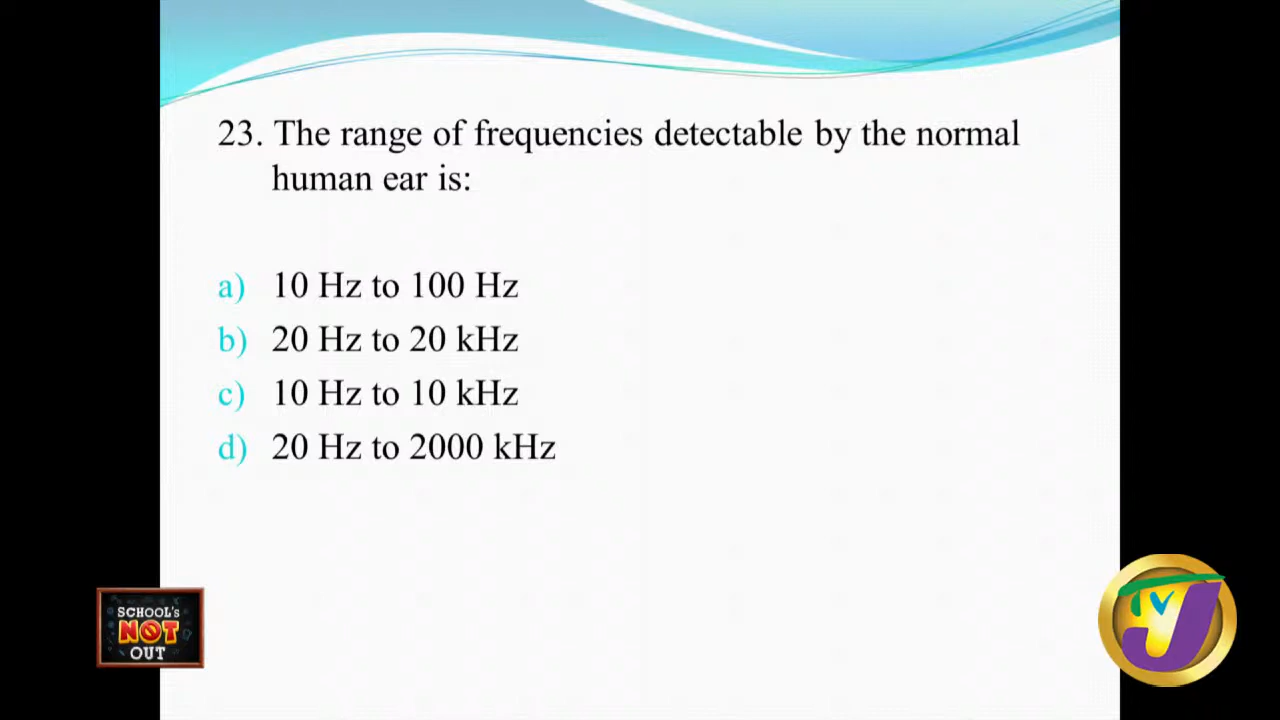 23. The range of frequencies detectable by the normal
human ear is:
a) 10 Hz to 100 Hz
b) 20 Hz to 20 kHz
c) 10 Hz to 10 kHz
d) 20 Hz to 2000 kHz
SCHOOL's
NOT
OUT
TVJ